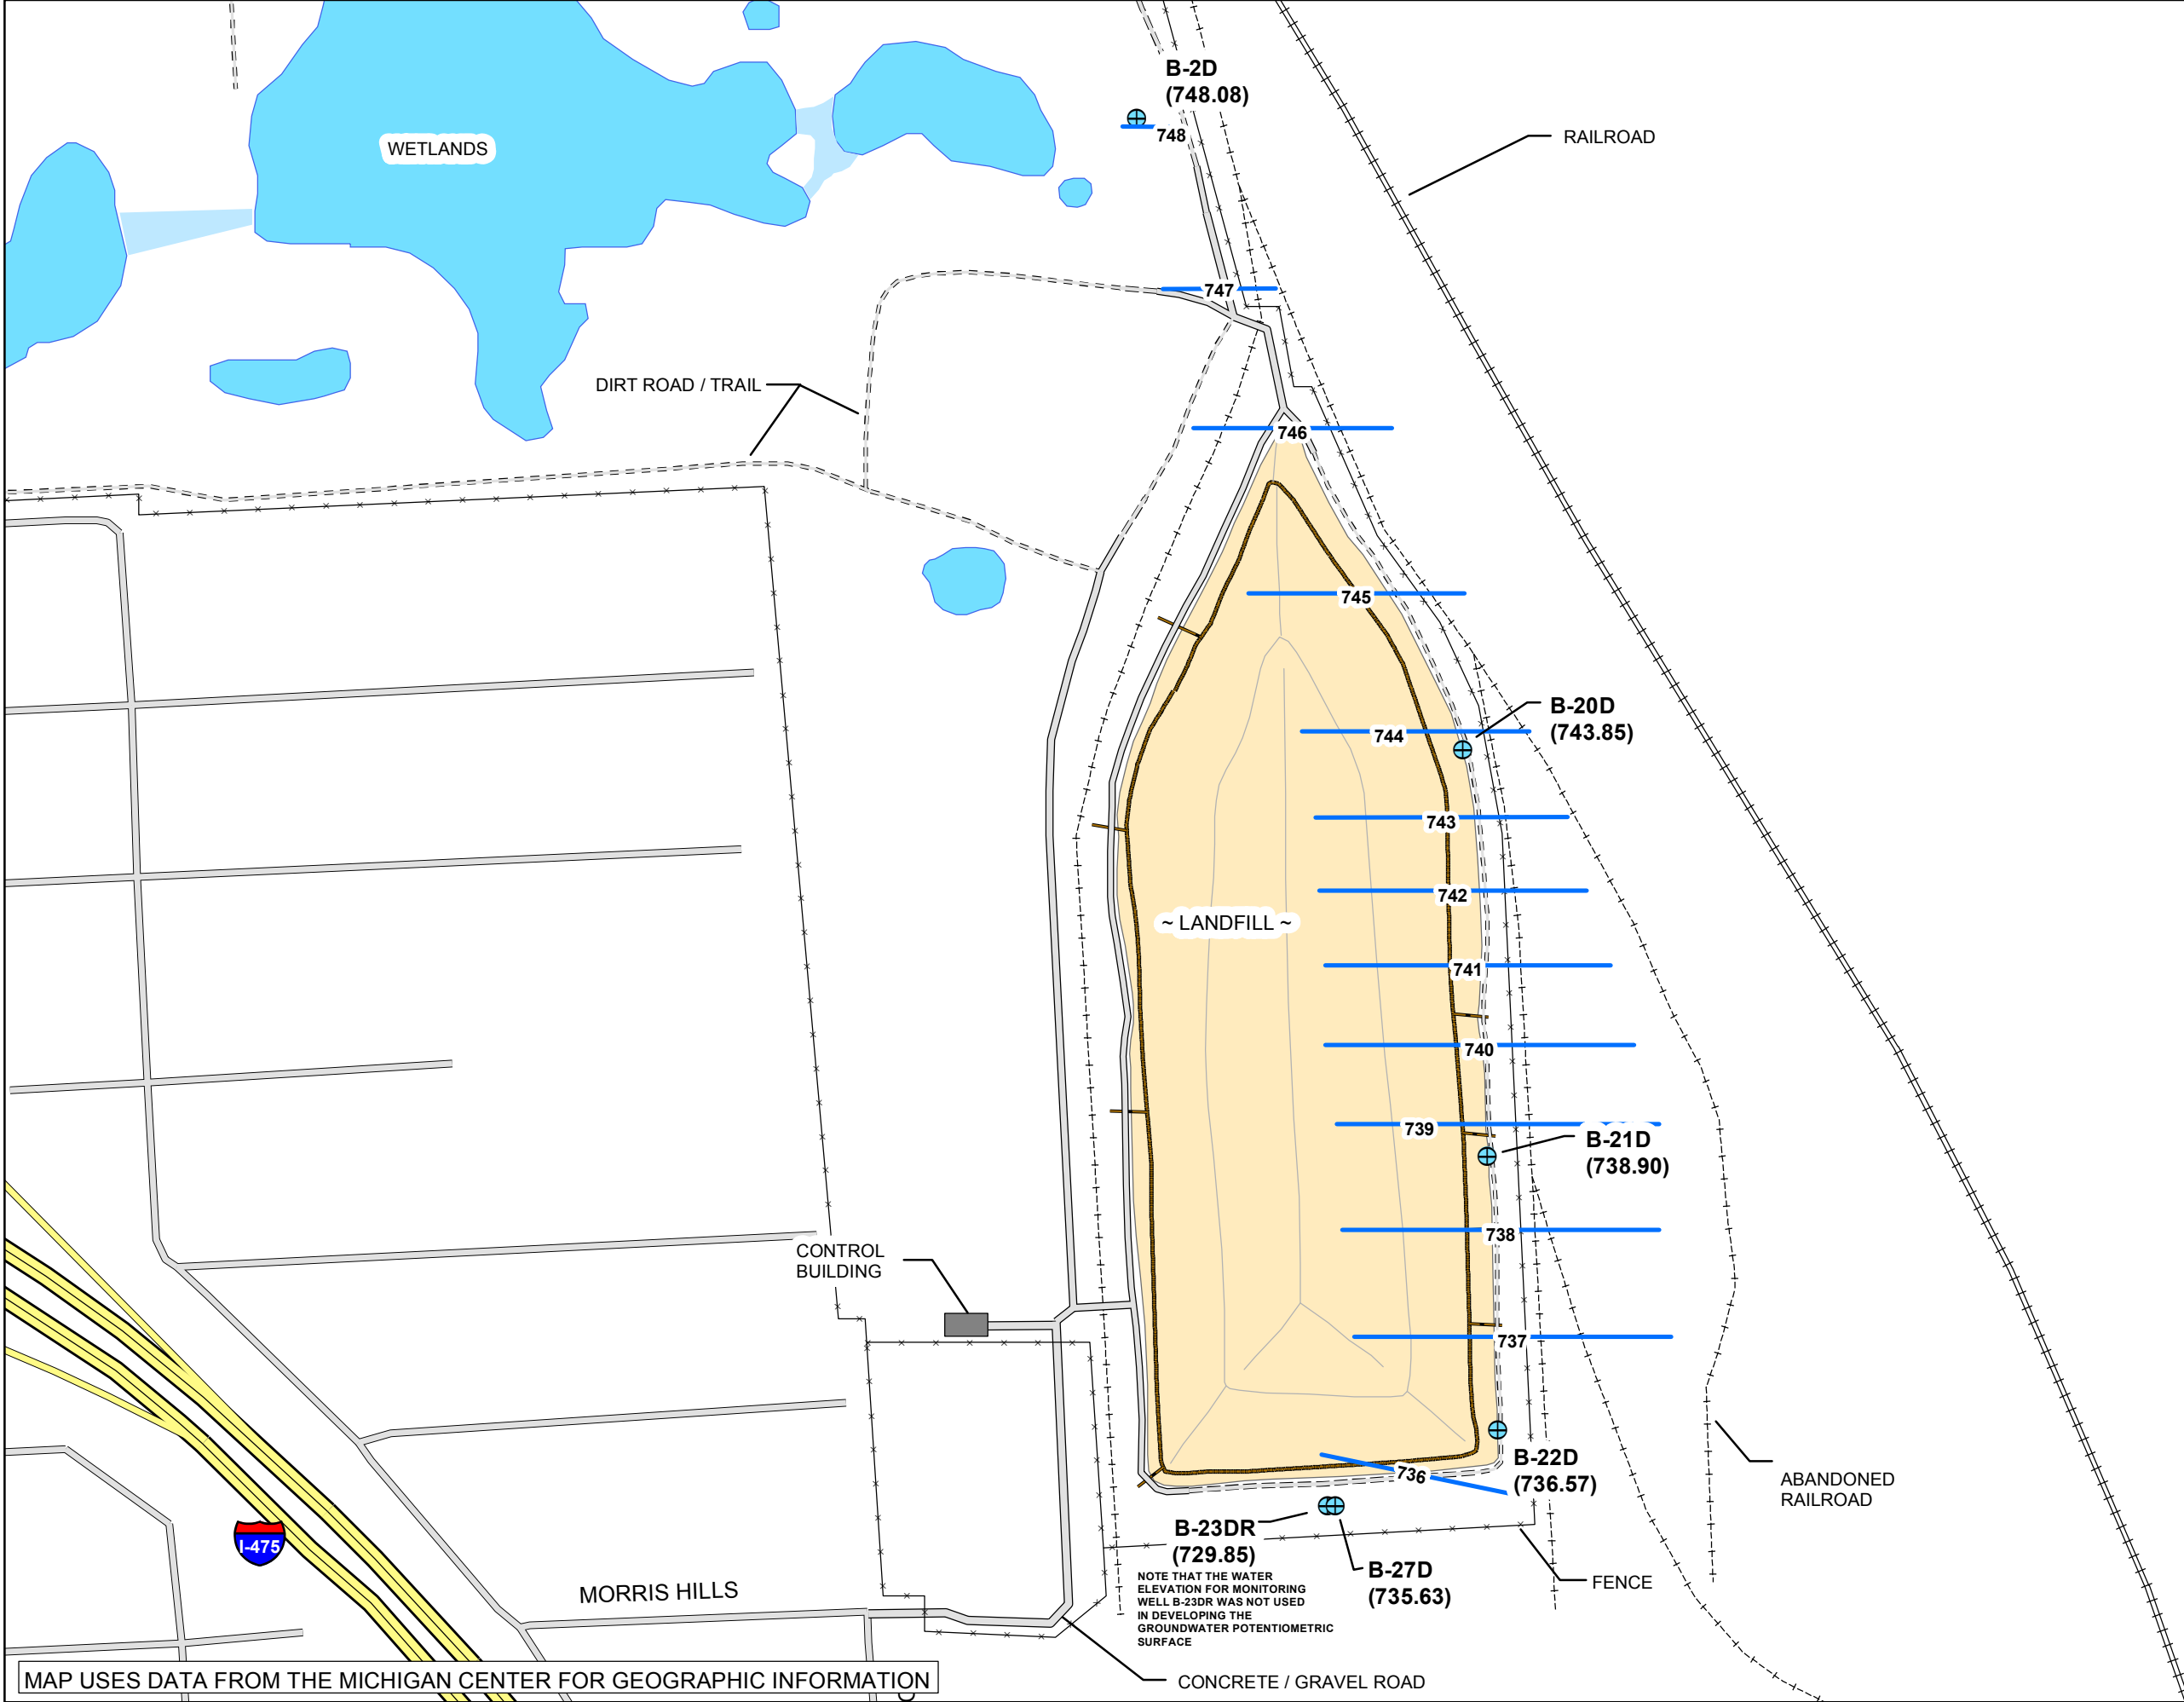 B-2D
(748.08)
748
RAILROAD
WETLANDS
747
DIRT ROAD / TRAIL
746
745
B-20D
(743.85)
744
743
742
~ LANDFILL ~
741
740
739
B-21D
(738.90)
738
CONTROL
BUILDING
737
B-22D
(736.57)
736
ABANDONED
RAILROAD
B-23DR
(729.85)
NOTE THAT THE WATER
ELEVATION FOR MONITORING
WELL B-23DR WAS NOT USED
IN DEVELOPING THE
GROUNDWATER POTENTIOMETRIC
SURFACE
B-27D
(735.63)
FENCE
I-475
MORRIS HILLS
MAP USES DATA FROM THE MICHIGAN CENTER FOR GEOGRAPHIC INFORMATION
CONCRETE / GRAVEL ROAD